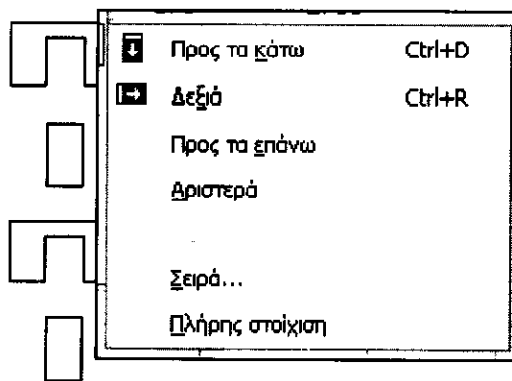 Προς τα κάτω Ctrl+D
Δεξιά Ctrl+R
Προς τα επάνω
Αριστερά
Σειρά...
Πλήρης στοίχιση